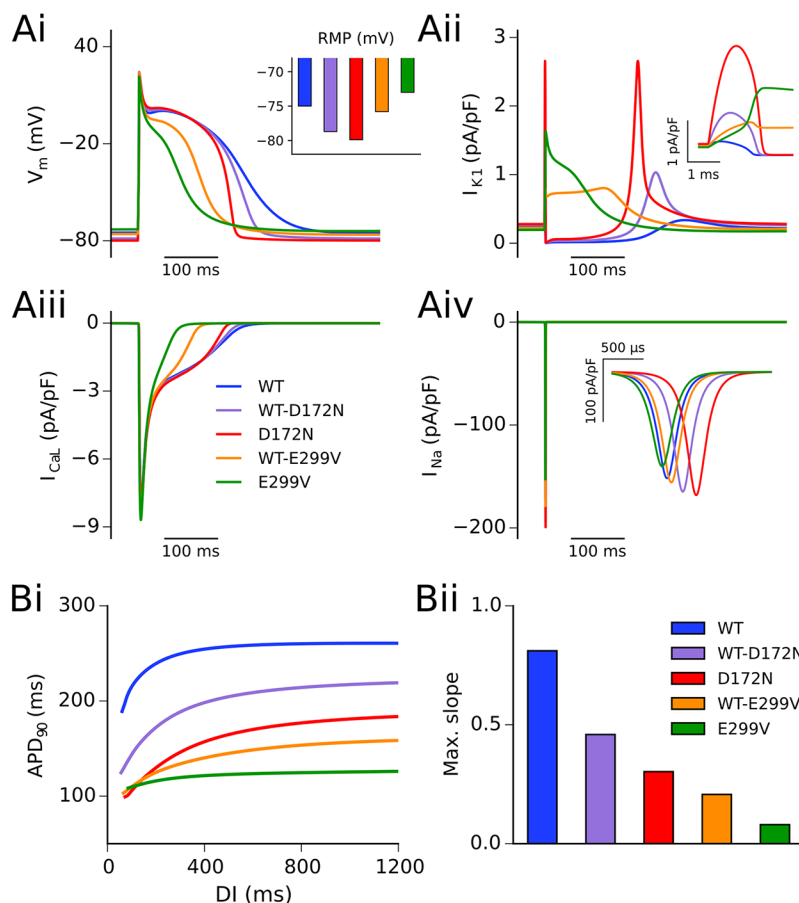 Ai
Aii
RMP (mV)
40
−20
−80
Vm (mV)
−70
−75
−80
100 ms
3
2
1
0
IK1 (pA/pF)
1 pA/pF
1 ms
100 ms
Aiii
Aiv
0
−3
−6
−9
ICaL (pA/pF)
WT
WT-D172N
D172N
WT-E299V
E299V
100 ms
0
−100
−200
INa (pA/pF)
500 µs
100 pA/pF
100 ms
Bi
Bii
300
200
100
APD90 (ms)
0
400
800
1200
DI (ms)
1.0
0.5
0.0
Max. slope
WT
WT-D172N
D172N
WT-E299V
E299V